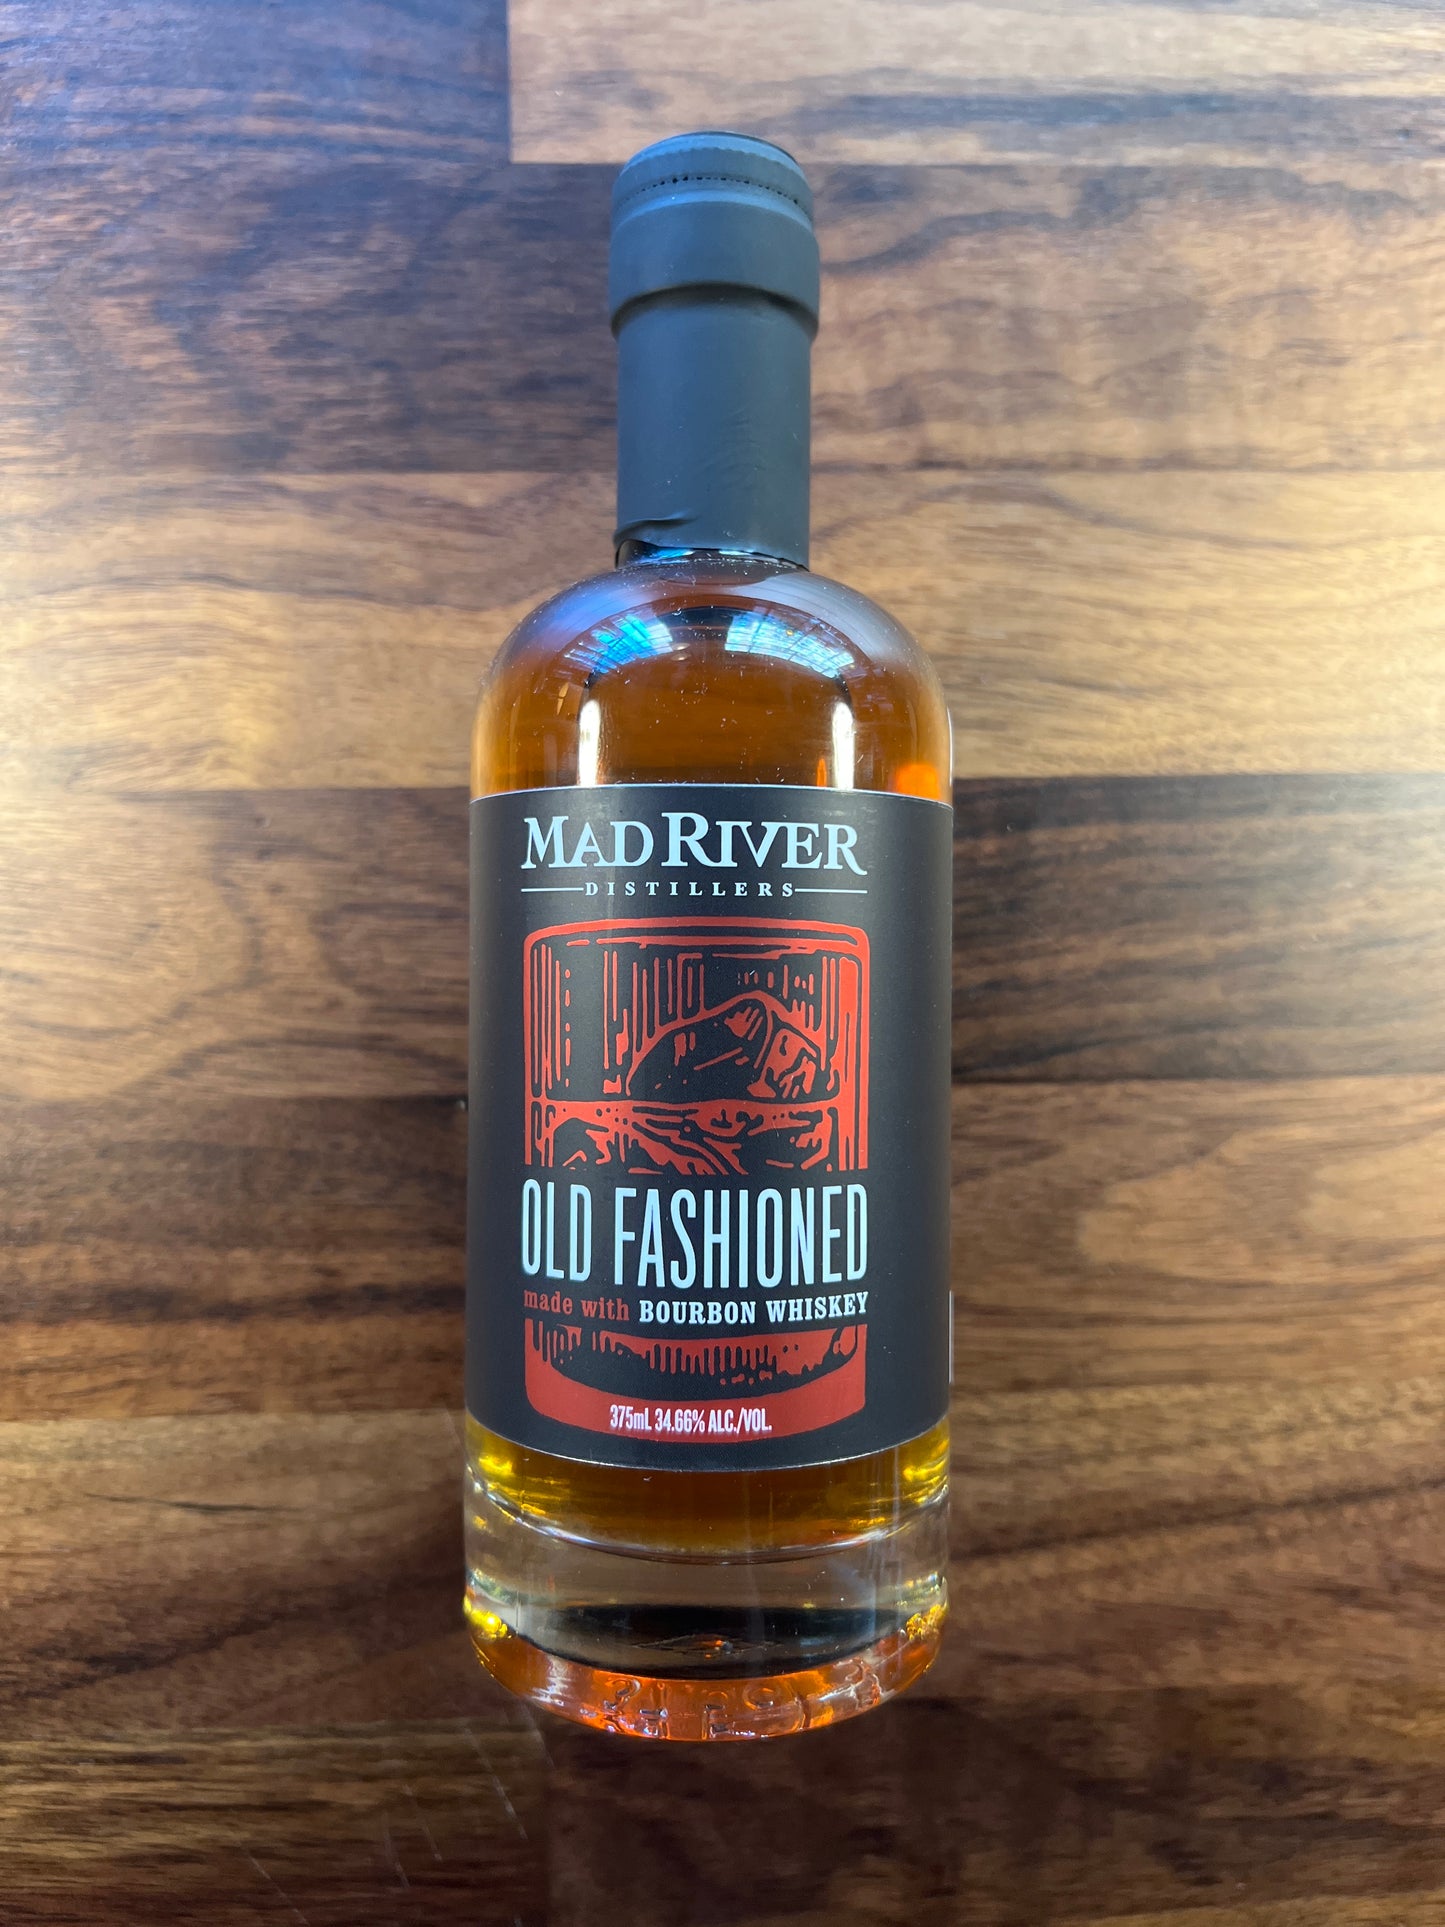 MAD RIVER
DISTILLERS
OLD FASHIONED
made with BOURBON WHISKEY
375mL 34.66% ALC./VOL.